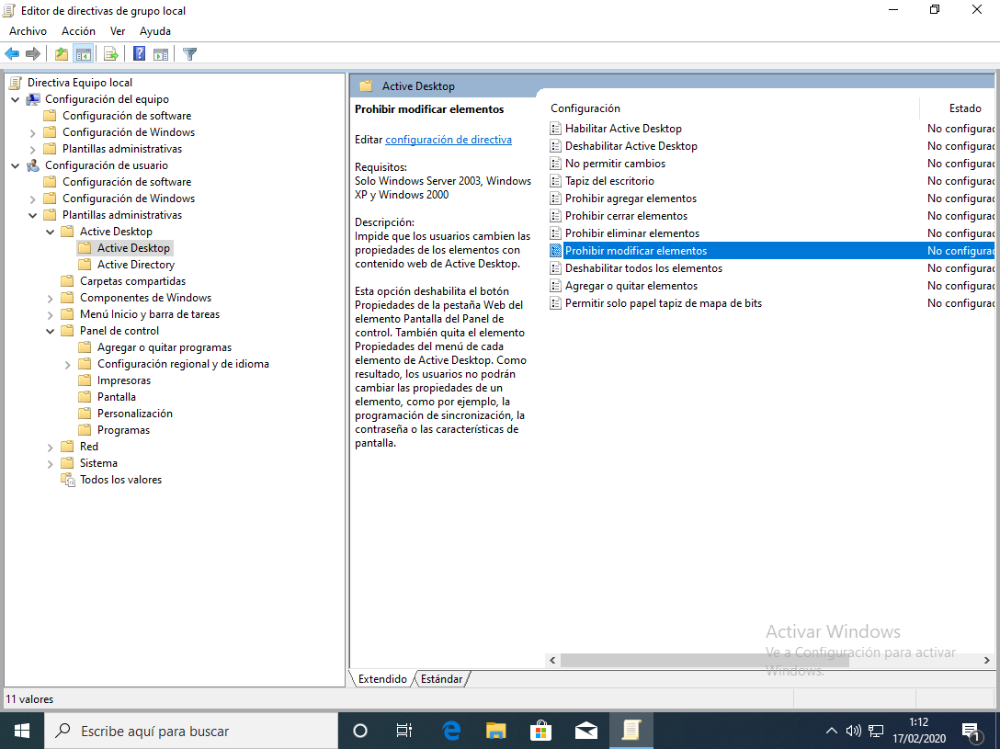 Editor de directivas de grupo local
Archivo Acción Ver Ayuda
Directiva Equipo local
Configuración del equipo
Configuración de software
Configuración de Windows
Plantillas administrativas
Configuración de usuario
Configuración de software
Configuración de Windows
Plantillas administrativas
Active Desktop
Active Desktop
Active Directory
Carpetas compartidas
Componentes de Windows
Menú Inicio y barra de tareas
Panel de control
Agregar o quitar programas
Configuración regional y de idioma
Impresoras
Pantalla
Personalización
Programas
Red
Sistema
Todos los valores
Active Desktop
Prohibir modificar elementos
Editar configuración de directiva
Requisitos:
Solo Windows Server 2003, Windows
XP y Windows 2000
Descripción:
Impide que los usuarios cambien las
propiedades de los elementos con
contenido web de Active Desktop.
Esta opción deshabilita el botón
Propiedades de la pestaña Web del
elemento Pantalla del Panel de
control. También quita el elemento
Propiedades del menú de cada
elemento de Active Desktop. Como
resultado, los usuarios no podrán
cambiar las propiedades de un
elemento, como por ejemplo, la
programación de sincronización, la
contraseña o las características de
pantalla.
Configuración Estado
Habilitar Active Desktop No configurad
Deshabilitar Active Desktop No configurad
No permitir cambios No configurad
Tapiz del escritorio No configurad
Prohibir agregar elementos No configurad
Prohibir cerrar elementos No configurad
Prohibir eliminar elementos No configurad
Prohibir modificar elementos No configurad
Deshabilitar todos los elementos No configurad
Agregar o quitar elementos No configurad
Permitir solo papel tapiz de mapa de bits No configurad
Activar Windows
Ve a Configuración para activar
Windows.
Extendido Estándar
11 valores
Escribe aquí para buscar
1:12
17/02/2020
1